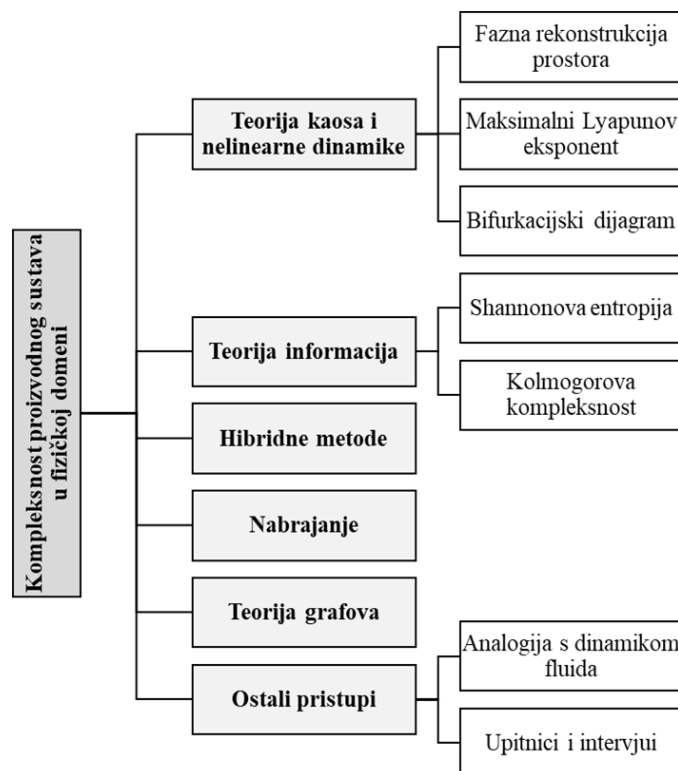 Kompleksnost proizvodnog sustava
u fizičkoj domeni
Teorija kaosa i
nelinearne dinamike
Fazna rekonstrukcija
prostora
Maksimalni Lyapunov
eksponent
Bifurkacijski dijagram
Teorija informacija
Shannonova entropija
Kolmogorova
kompleksnost
Hibridne metode
Nabrajanje
Teorija grafova
Ostali pristupi
Analogija s dinamikom
fluida
Upitnici i intervjui